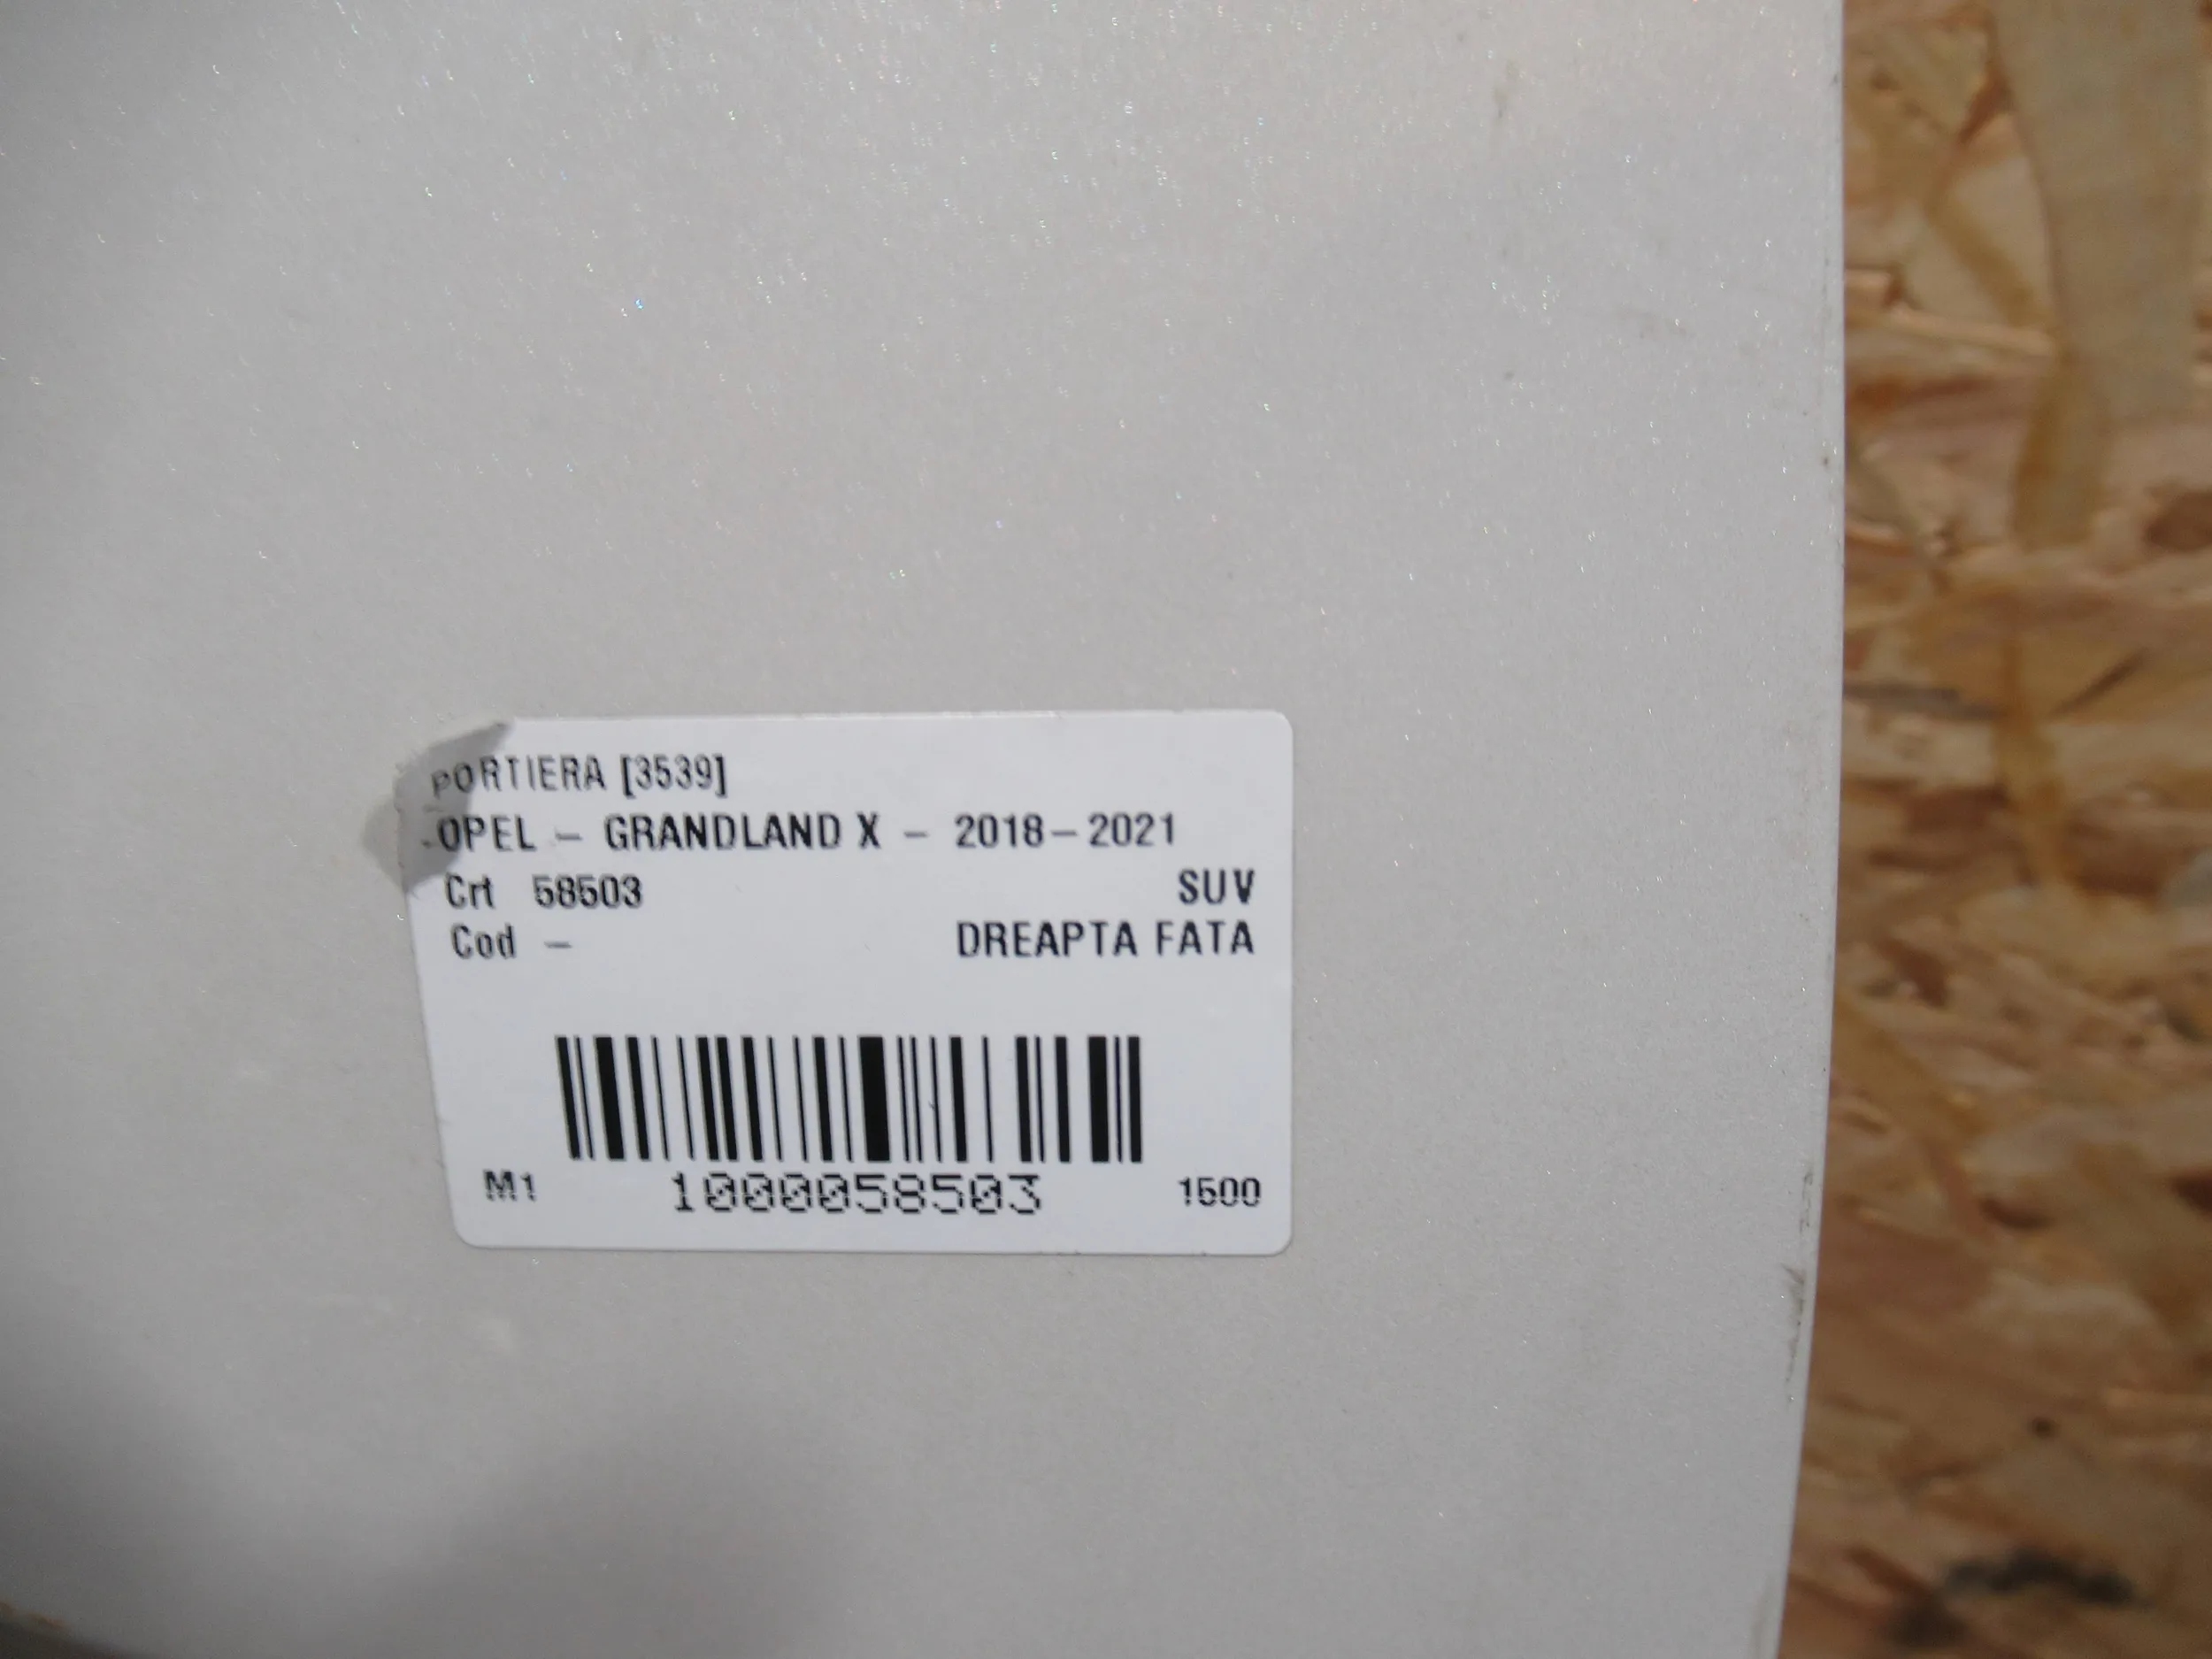 PORTIERA [3539]
OPEL - GRANDLAND X - 2018-2021
Crt 58503 SUV
Cod - DREAPTA FATA
M1 1000058503 1500